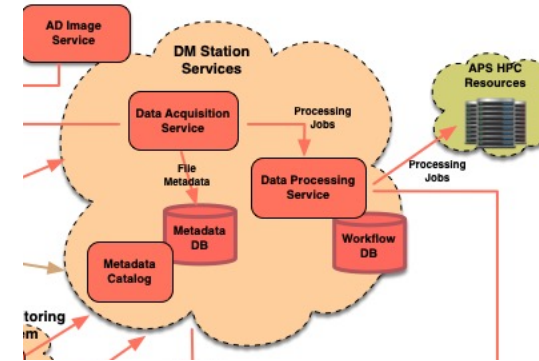 AD Image
Service
DM Station
Services
APS HPC
Resources
Data Acquisition
Service
Processing
Jobs
File
Metadata
Data Processing
Service
Processing
Jobs
Metadata
DB
Workflow
DB
Metadata
Catalog
toring
em